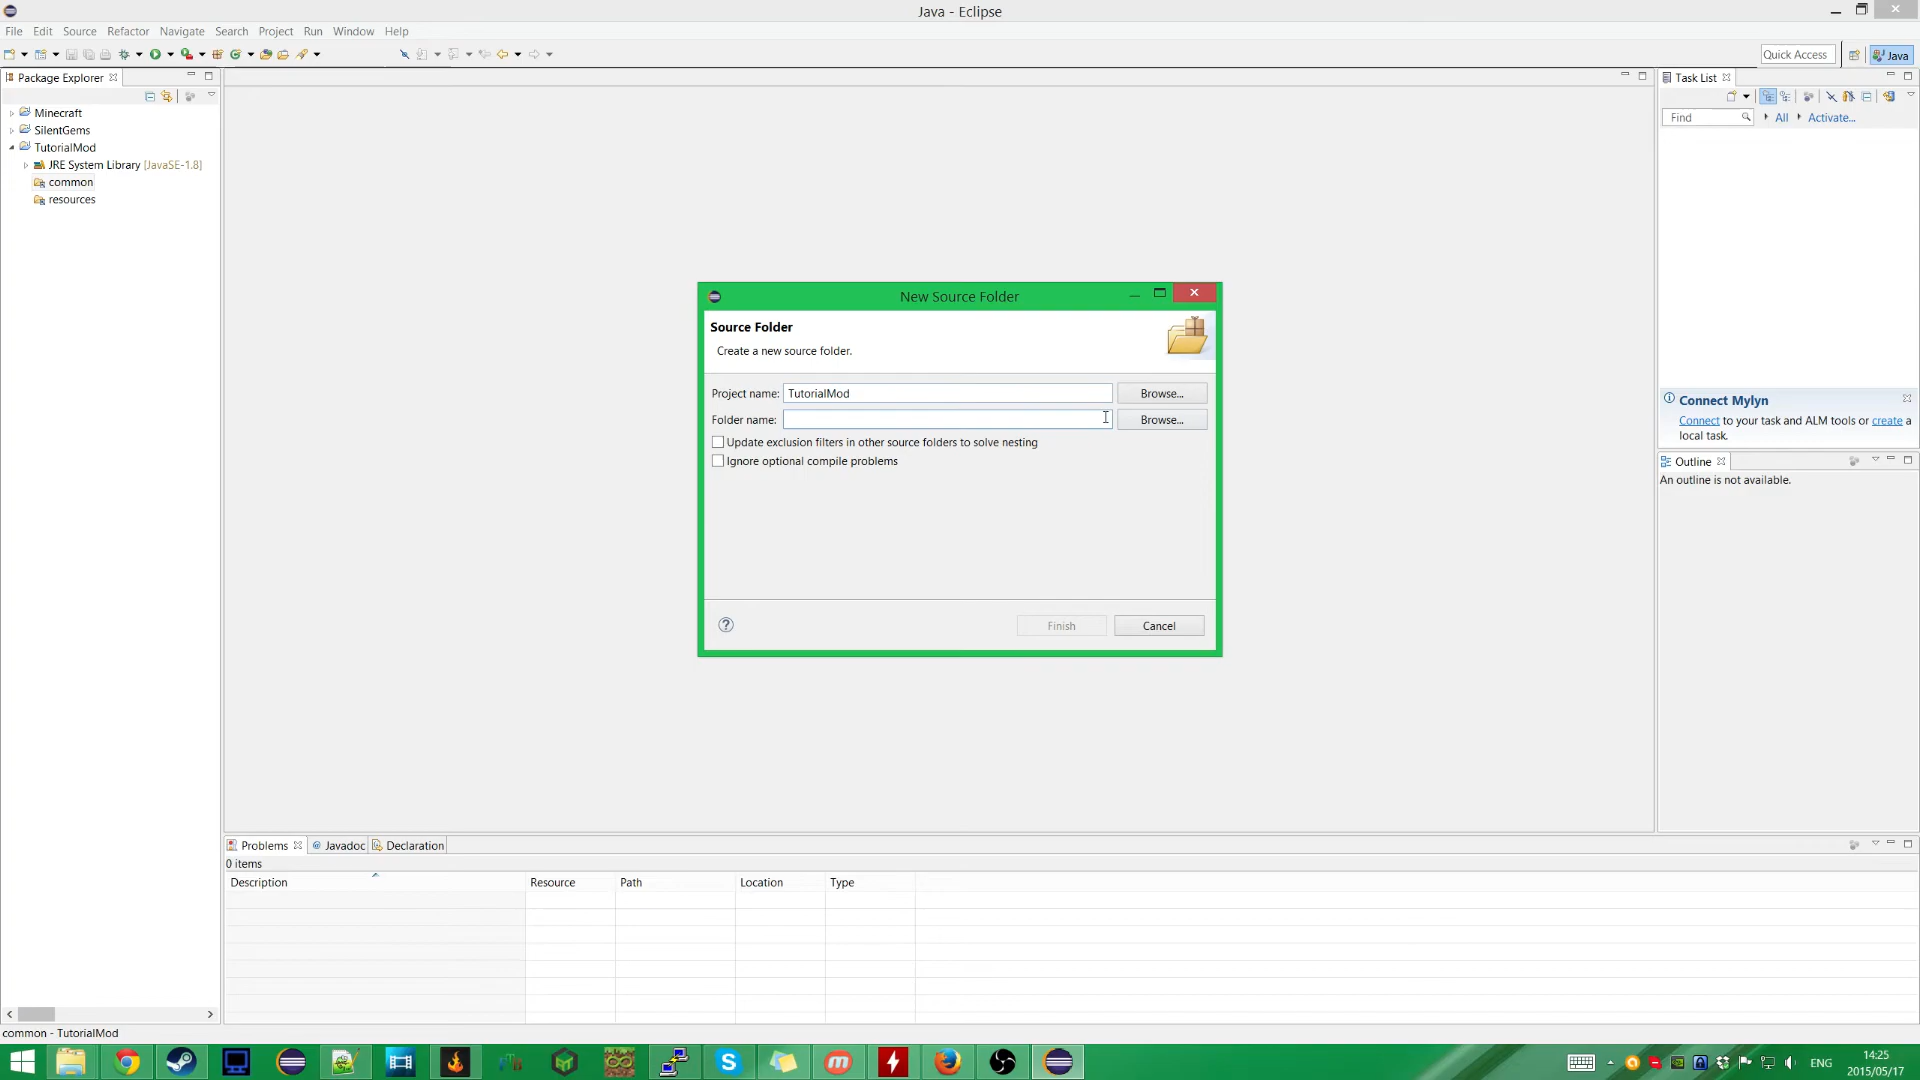 Java - Eclipse
File Edit Source Refactor Navigate Search Project Run Window Help
Quick Access Java
Package Explorer
Minecraft
SilentGems
TutorialMod
JRE System Library [JavaSE-1.8]
common
resources
Task List
Find All Activate...
Connect Mylyn
Connect to your task and ALM tools or create a
local task.
Outline
An outline is not available.
New Source Folder
Source Folder
Create a new source folder.
Project name: TutorialMod Browse...
Folder name: Browse...
Update exclusion filters in other source folders to solve nesting
Ignore optional compile problems
Finish Cancel
Problems Javadoc Declaration
0 items
Description Resource Path Location Type
common - TutorialMod
ENG
14:25
2015/05/17